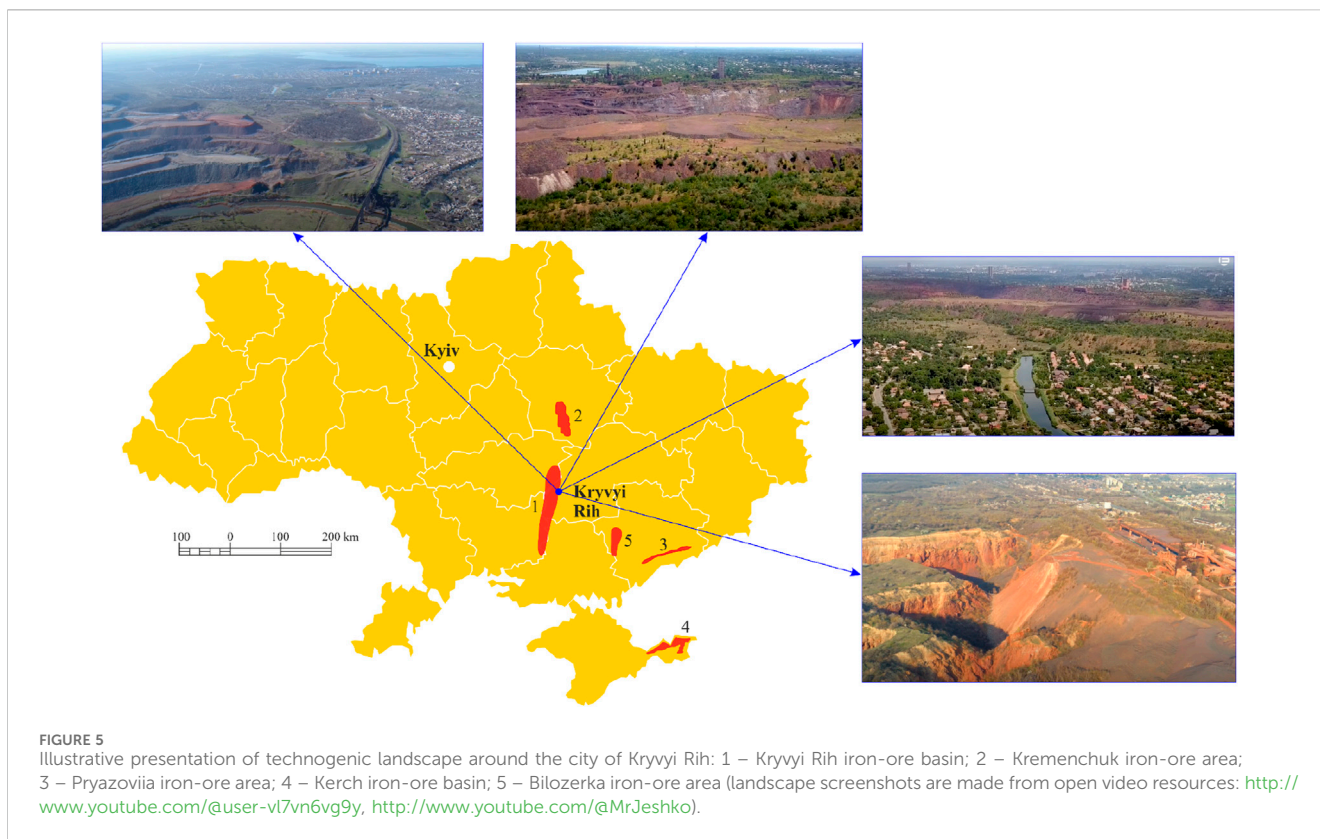 Kyiv
2
Kryvyi
Rih
1
5
3
100 0 100 200 km
4
FIGURE 5
Illustrative presentation of technogenic landscape around the city of Kryvyi Rih: 1 – Kryvyi Rih iron-ore basin; 2 – Kremenchuk iron-ore area;
3 – Pryazoviia iron-ore area; 4 – Kerch iron-ore basin; 5 – Bilozerka iron-ore area (landscape screenshots are made from open video resources: http://
www.youtube.com/@user-vl7vn6vg9y, http://www.youtube.com/@MrJeshko).